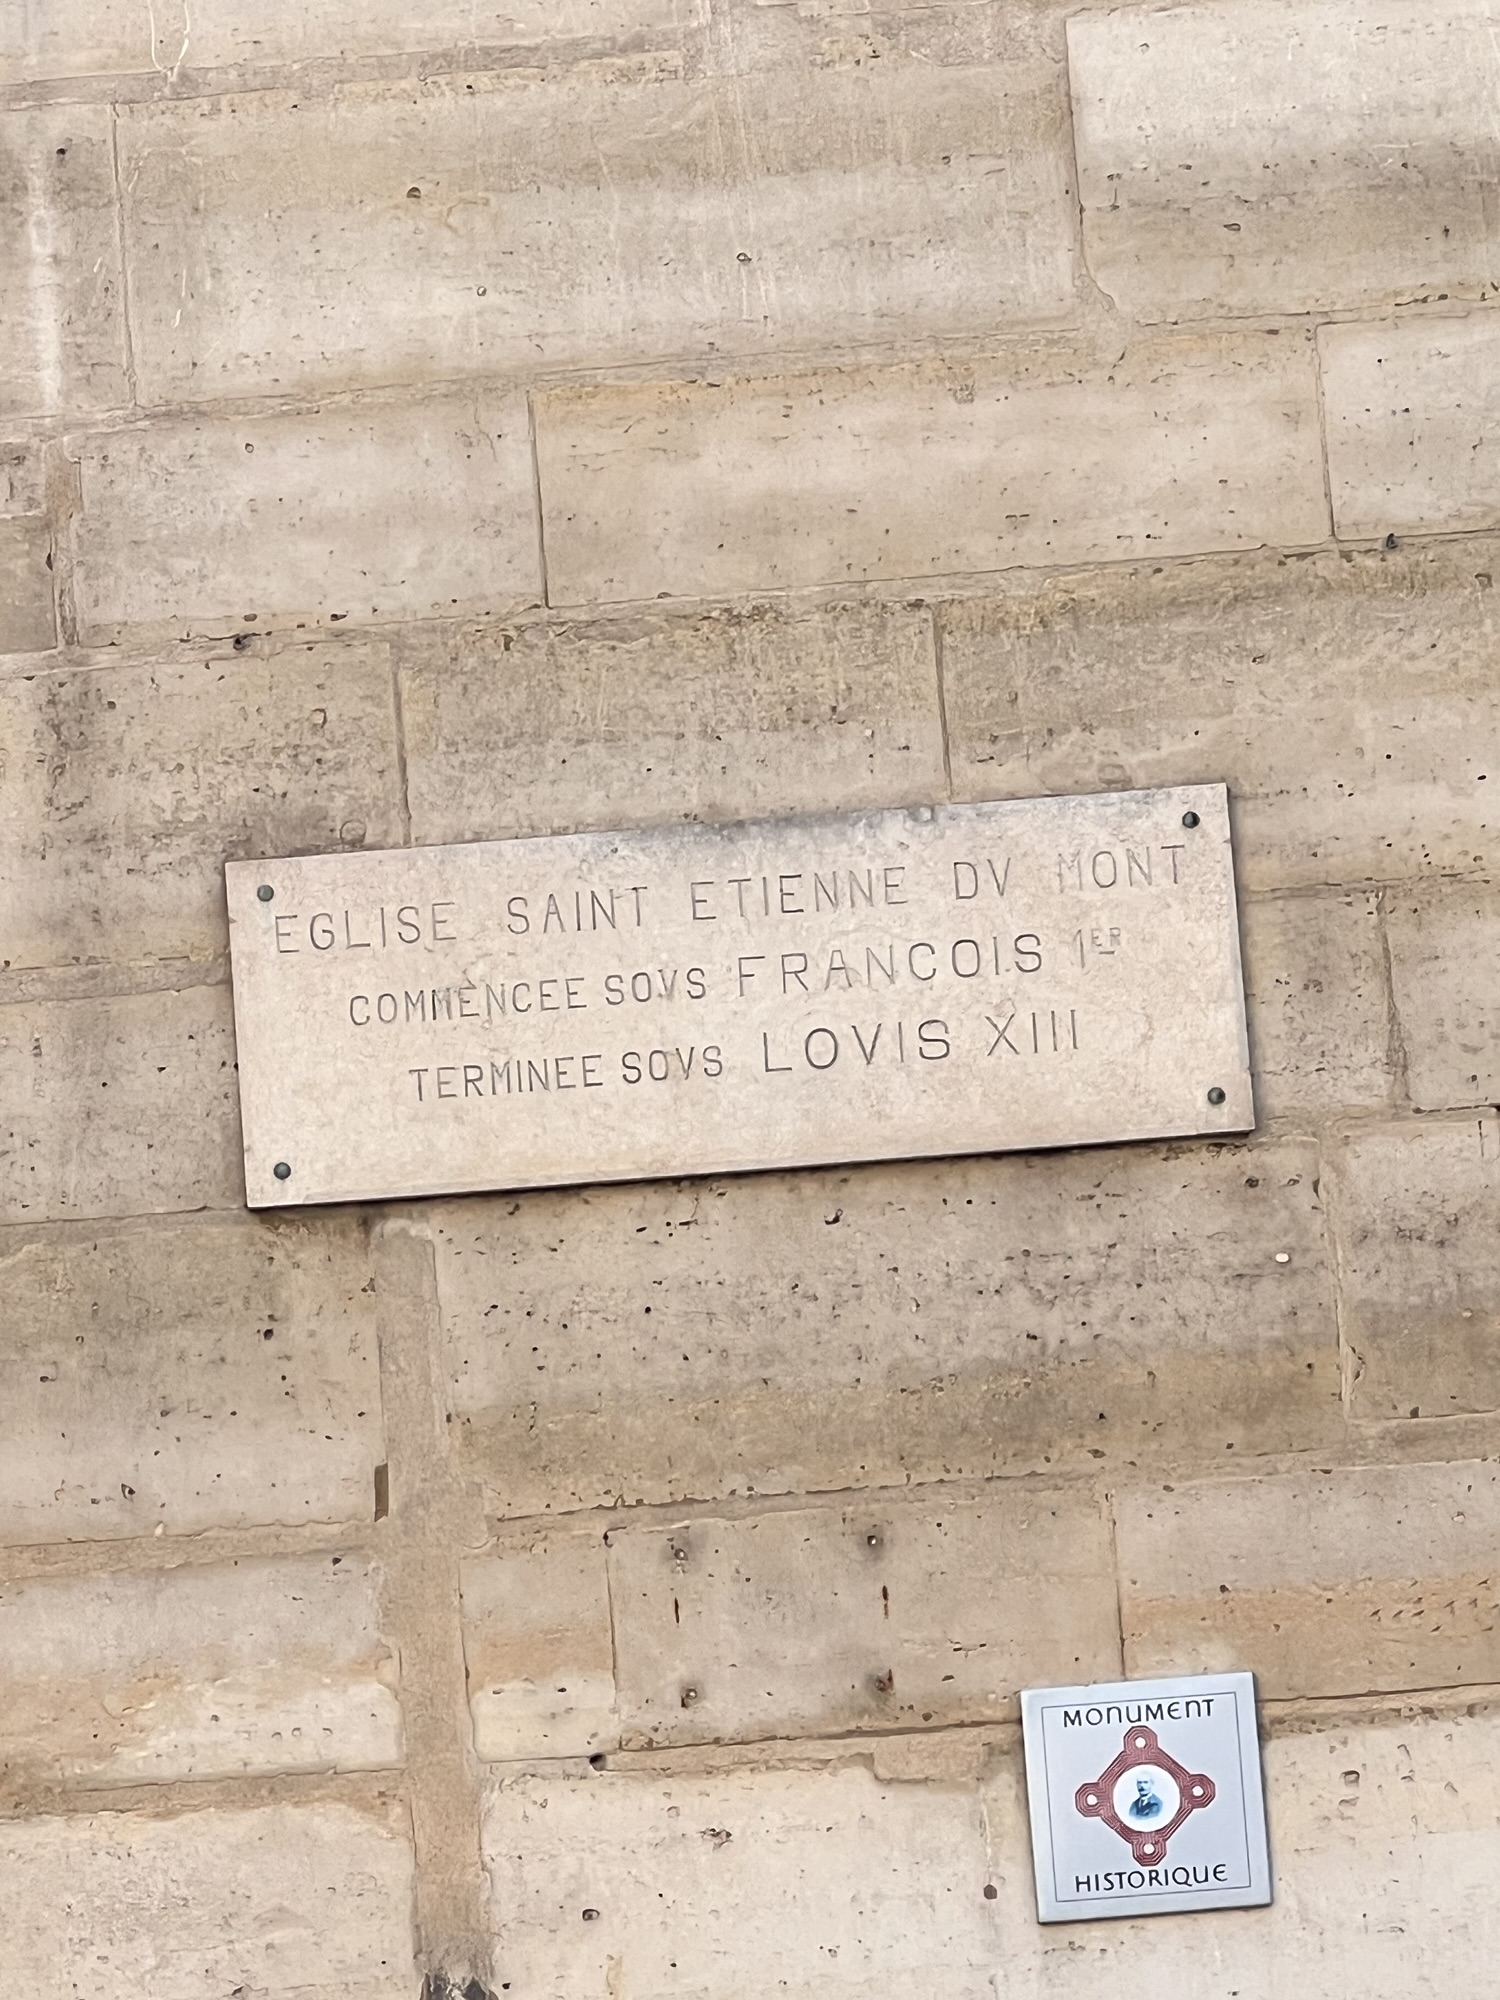 EGLISE SAINT ETIENNE DV MONT
COMMENCEE SOVS FRANCOIS 1ER
TERMINEE SOVS LOVIS XIII
MONUMENT
HISTORIQUE